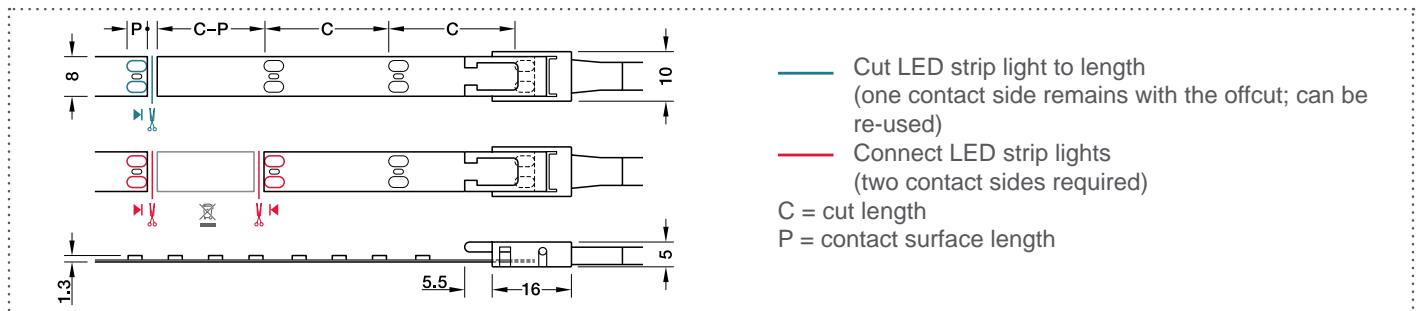 P C–P C C
8
10
Cut LED strip light to length
(one contact side remains with the offcut; can be
re-used)
Connect LED strip lights
(two contact sides required)
C = cut length
P = contact surface length
1.3
5.5
16
5